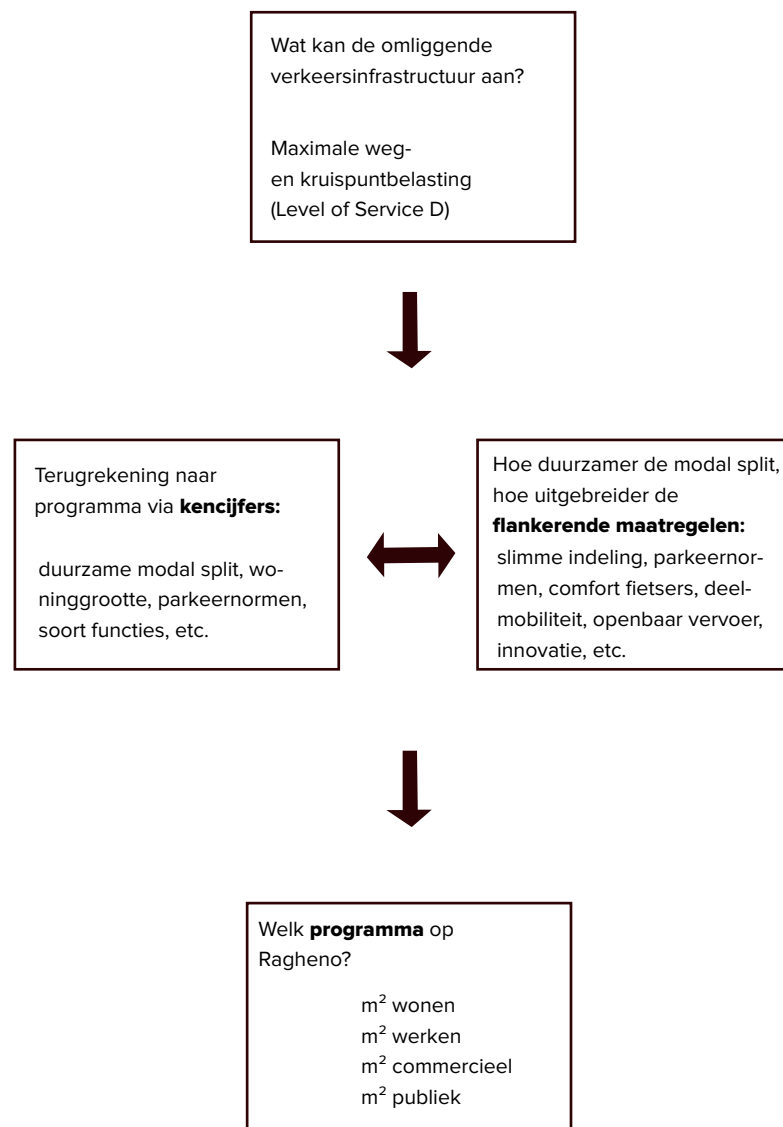 Wat kan de omliggende
verkeersinfrastructuur aan?
Maximale weg-
en kruispuntbelasting
(Level of Service D)
Terugrekening naar
programma via kencijfers:
duurzame modal split, wo-
ninggrootte, parkeernormen,
soort functies, etc.
Hoe duurzamer de modal split,
hoe uitgebreider de
flankerende maatregelen:
slimme indeling, parkeernor-
men, comfort fietsers, deel-
mobiliteit, openbaar vervoer,
innovatie, etc.
Welk programma op
Ragheno?
m² wonen
m² werken
m² commercieel
m² publiek